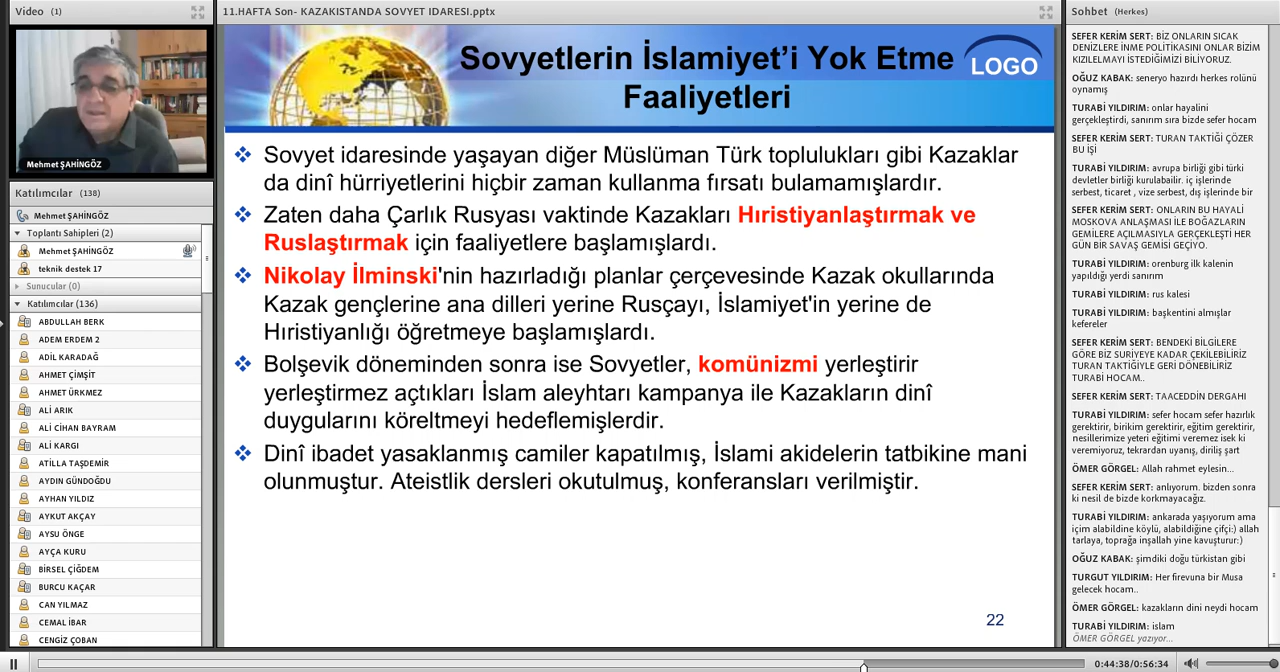 Video (1)
Mehmet ŞAHİNGÖZ
Katılımcılar (138)
Mehmet ŞAHİNGÖZ
Toplantı Sahipleri (2)
Mehmet ŞAHİNGÖZ
teknik destek 17
Sunucular (0)
Katılımcılar (136)
ABDULLAH BERK
ADEM ERDEM 2
ADİL KARADAĞ
AHMET ÇİMŞİT
AHMET ÜRKMEZ
ALİ ARIK
ALİ CİHAN BAYRAM
ALİ KARGI
ATİLLA TAŞDEMİR
AYDIN GÜNDOĞDU
AYHAN YILDIZ
AYKUT AKÇAY
AYSU ÖNGE
AYÇA KURU
BİRSEL ÇİĞDEM
BURCU KAÇAR
CAN YILMAZ
CEMAL İBAR
CENGİZ ÇOBAN
11.HAFTA Son- KAZAKISTANDA SOVYET IDARESI.pptx
Sovyetlerin İslamiyet’i Yok Etme
Faaliyetleri
LOGO
Sovyet idaresinde yaşayan diğer Müslüman Türk toplulukları gibi Kazaklar
da dinî hürriyetlerini hiçbir zaman kullanma fırsatı bulamamışlardır.
Zaten daha Çarlık Rusyası vaktinde Kazakları Hıristiyanlaştırmak ve
Ruslaştırmak için faaliyetlere başlamışlardı.
Nikolay İlminski'nin hazırladığı planlar çerçevesinde Kazak okullarında
Kazak gençlerine ana dilleri yerine Rusçayı, İslamiyet'in yerine de
Hıristiyanlığı öğretmeye başlamışlardı.
Bolşevik döneminden sonra ise Sovyetler, komünizmi yerleştirir
yerleştirmez açtıkları İslam aleyhtarı kampanya ile Kazakların dinî
duygularını köreltmeyi hedeflemişlerdir.
Dinî ibadet yasaklanmış camiler kapatılmış, İslami akidelerin tatbikine mani
olunmuştur. Ateistlik dersleri okutulmuş, konferansları verilmiştir.
22
Sohbet (Herkes)
SEFER KERİM SERT: BİZ ONLARIN SICAK
DENİZLERE İNME POLİTİKASINI ONLAR BİZİM
KIZILELMAYI İSTEDİĞİMİZİ BİLİYORUZ.
OĞUZ KABAK: seneryo hazırdı herkes rolünü
oynamış
TURABİ YILDIRIM: onlar hayalini
gerçekleştirdi, sanırım sıra bizde sefer hocam
SEFER KERİM SERT: TURAN TAKTİĞİ ÇÖZER
BU İŞİ
TURABİ YILDIRIM: avrupa birliği gibi türki
devletler birliği kurulabailir. iç işlerinde
serbest, ticaret , vize serbest, dış işlerinde bir
SEFER KERİM SERT: ONLARIN BU HAYALİ
MOSKOVA ANLAŞMASI İLE BOĞAZLARIN
GEMİLERE AÇILMASIYLA GERÇEKLEŞTİ HER
GÜN BİR SAVAŞ GEMİSİ GEÇİYO.
TURABİ YILDIRIM: orenburg ilk kalenin
yapıldığı yerdi sanırım
TURABİ YILDIRIM: rus kalesi
TURABİ YILDIRIM: başkentini almışlar
kefereler
SEFER KERİM SERT: BENDEKİ BİLGİLERE
GÖRE BİZ SURİYEYE KADAR ÇEKİLEBİLİRİZ
TURAN TAKTİĞİYLE GERİ DÖNEBİLİRİZ
TURABİ HOCAM..
SEFER KERİM SERT: TAACEDDİN DERGAHI
TURABİ YILDIRIM: sefer hocam sefer hazırlık
gerektirir, birikim gerektirir, eğitim gerektirir,
nesillerimize yeteri eğitimi veremez isek ki
veremiyoruz, tekrardan uyanış, diriliş şart
ÖMER GÖRGEL: Allah rahmet eylesin...
SEFER KERİM SERT: anlıyorum. bizden sonra
ki nesil de bizde korkmayacağız.
TURABİ YILDIRIM: ankarada yaşıyorum ama
içim alabildine köylü, alabildiğine çifçi:) allah
tarlaya, toprağa inşallah yine kavuşturur:)
OĞUZ KABAK: şimdiki doğu türkistan gibi
TURGUT YILDIRIM: Her firevuna bir Musa
gelecek hocam..
ÖMER GÖRGEL: kazakların dini neydi hocam
TURABİ YILDIRIM: islam
ÖMER GÖRGEL yazıyor...
0:44:38/0:56:34